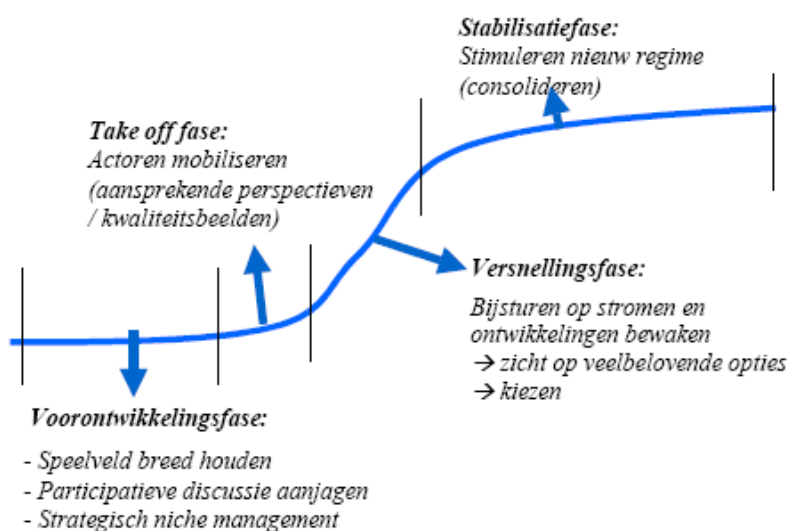 Stabilisatiefase:
Stimuleren nieuw regime
(consolideren)
Take off fase:
Actoren mobiliseren
(aansprekende perspectieven
/ kwaliteitsbeelden)
Versnellingsfase:
Bijsturen op stromen en
ontwikkelingen bewaken
→ zicht op veelbelovende opties
→ kiezen
Voorontwikkelingsfase:
- Speelveld breed houden
- Participatieve discussie aanjagen
- Strategisch niche management